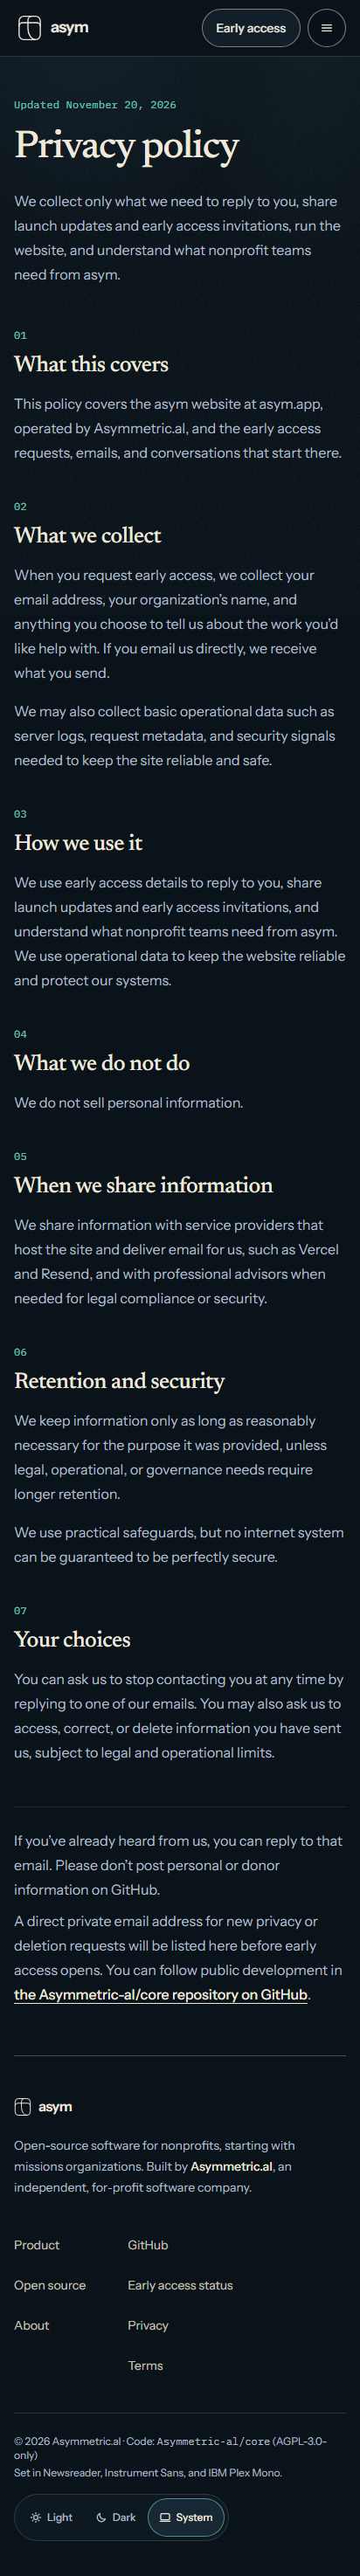 asym
Early access
Updated November 20, 2026
Privacy policy
We collect only what we need to reply to you, share
launch updates and early access invitations, run the
website, and understand what nonprofit teams
need from asym.
01
What this covers
This policy covers the asym website at asym.app,
operated by Asymmetric.al, and the early access
requests, emails, and conversations that start there.
02
What we collect
When you request early access, we collect your
email address, your organization's name, and
anything you choose to tell us about the work you'd
like help with. If you email us directly, we receive
what you send.
We may also collect basic operational data such as
server logs, request metadata, and security signals
needed to keep the site reliable and safe.
03
How we use it
We use early access details to reply to you, share
launch updates and early access invitations, and
understand what nonprofit teams need from asym.
We use operational data to keep the website reliable
and protect our systems.
04
What we do not do
We do not sell personal information.
05
When we share information
We share information with service providers that
host the site and deliver email for us, such as Vercel
and Resend, and with professional advisors when
needed for legal compliance or security.
06
Retention and security
We keep information only as long as reasonably
necessary for the purpose it was provided, unless
legal, operational, or governance needs require
longer retention.
We use practical safeguards, but no internet system
can be guaranteed to be perfectly secure.
07
Your choices
You can ask us to stop contacting you at any time by
replying to one of our emails. You may also ask us to
access, correct, or delete information you have sent
us, subject to legal and operational limits.
If you've already heard from us, you can reply to that
email. Please don't post personal or donor
information on GitHub.
A direct private email address for new privacy or
deletion requests will be listed here before early
access opens. You can follow public development in
the Asymmetric-al/core repository on GitHub.
asym
Open-source software for nonprofits, starting with
missions organizations. Built by Asymmetric.al, an
independent, for-profit software company.
Product
GitHub
Open source
Early access status
About
Privacy
Terms
© 2026 Asymmetric.al · Code: Asymmetric-al/core (AGPL-3.0-
only)
Set in Newsreader, Instrument Sans, and IBM Plex Mono.
Light
Dark
System